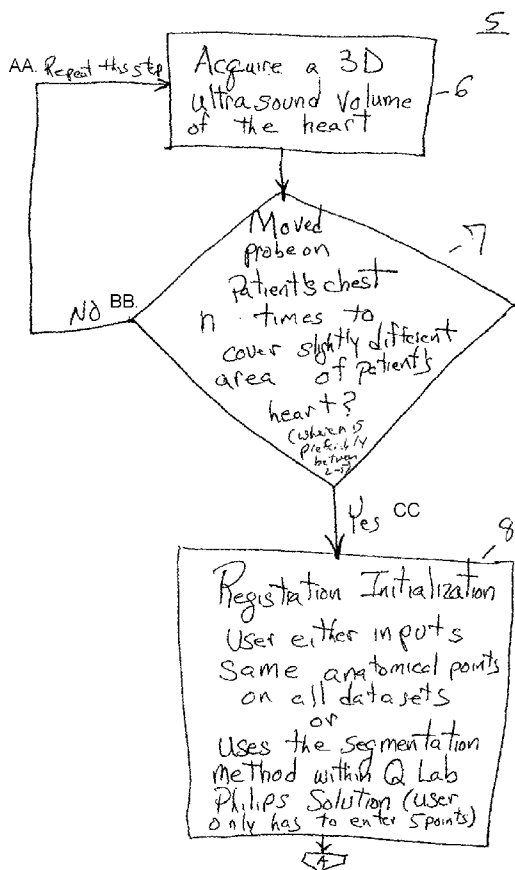 5
AA. Repeat this step
Acquire a 3D
ultrasound volume
of the heart
6
7
Moved
probe on
Patient's chest
n times to
cover slightly different
area of patient's
heart?
(where n is
preferably
between
2-5)
No BB.
Yes CC
8
Registration Initialization
User either inputs
same anatomical points
on all datasets
or
uses the segmentation
method within Q Lab
Philips Solution (user
only has to enter 5 points)
A